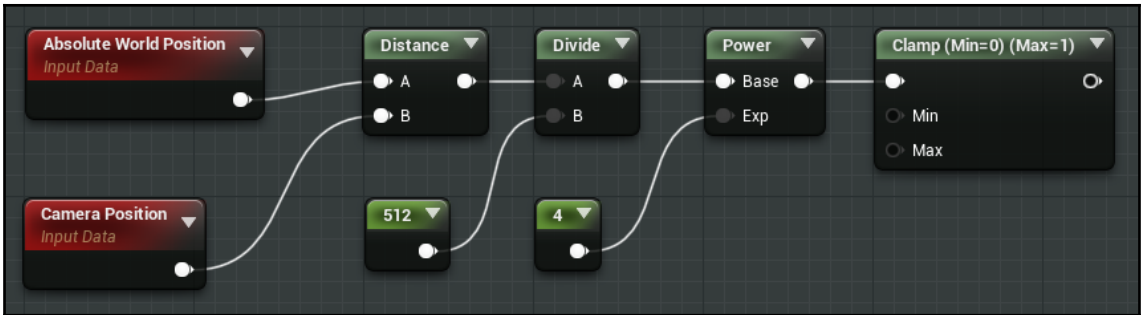 Absolute World Position
Input Data
Distance
A
B
Divide
A
B
Power
Base
Exp
Clamp (Min=0) (Max=1)
Min
Max
Camera Position
Input Data
512
4